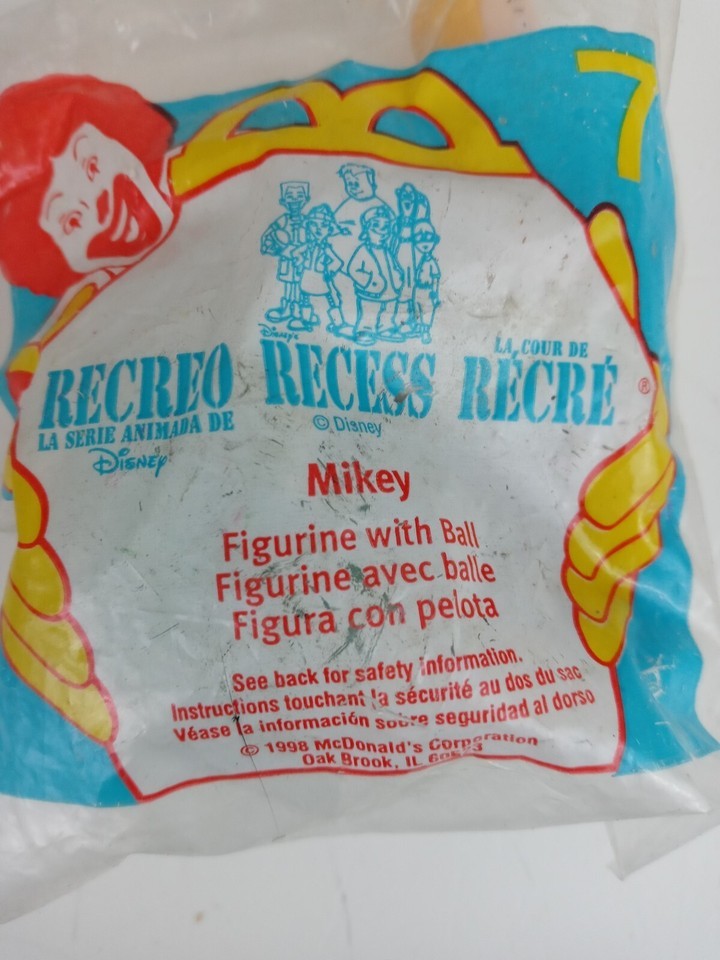 7
Disney's
RECREO
LA SERIE ANIMADA DE
Disney
RECESS
© Disney
LA COUR DE
RÉCRÉ ®
Mikey
Figurine with Ball
Figurine avec balle
Figura con pelota
See back for safety information.
Instructions touchant la sécurité au dos du sac
Véase la información sobre seguridad al dorso
© 1998 McDonald's Corporation
Oak Brook, IL 60523